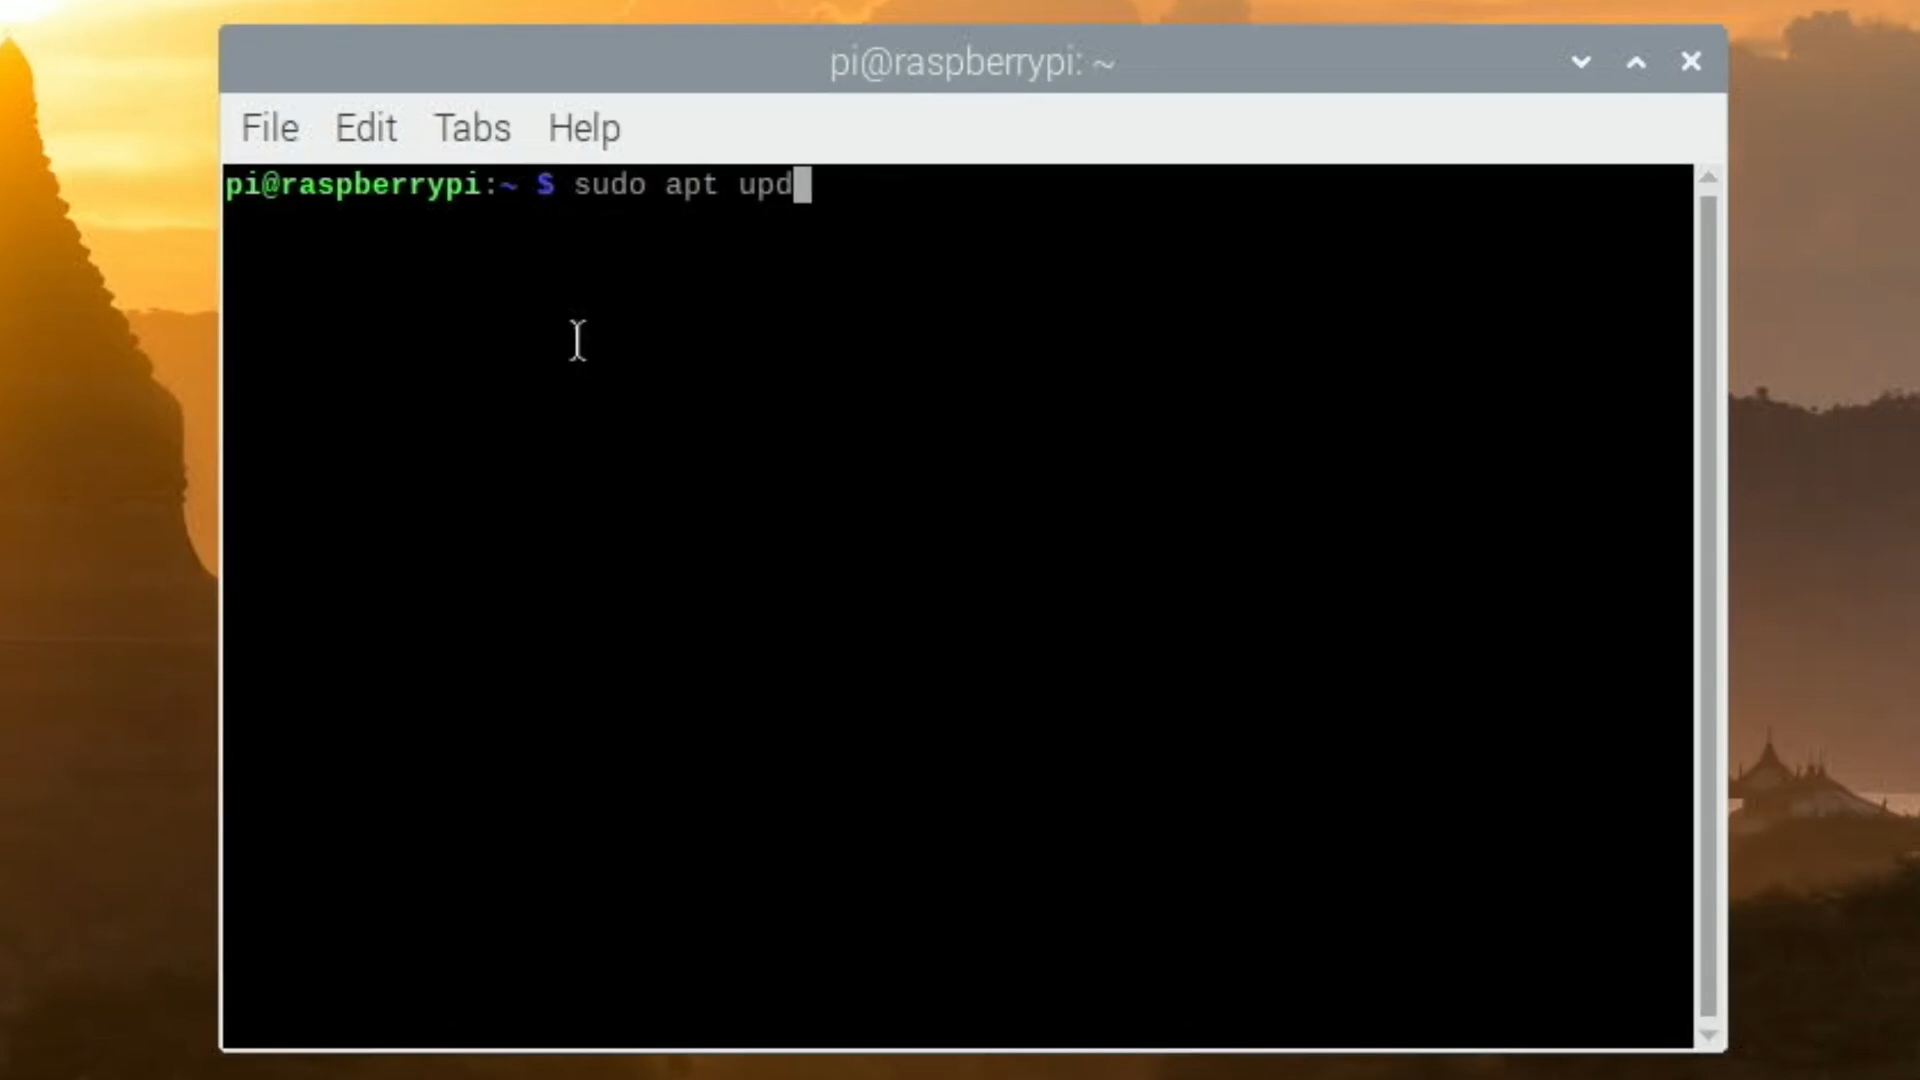 pi@raspberrypi: ~
File Edit Tabs Help
pi@raspberrypi:~ $ sudo apt upd